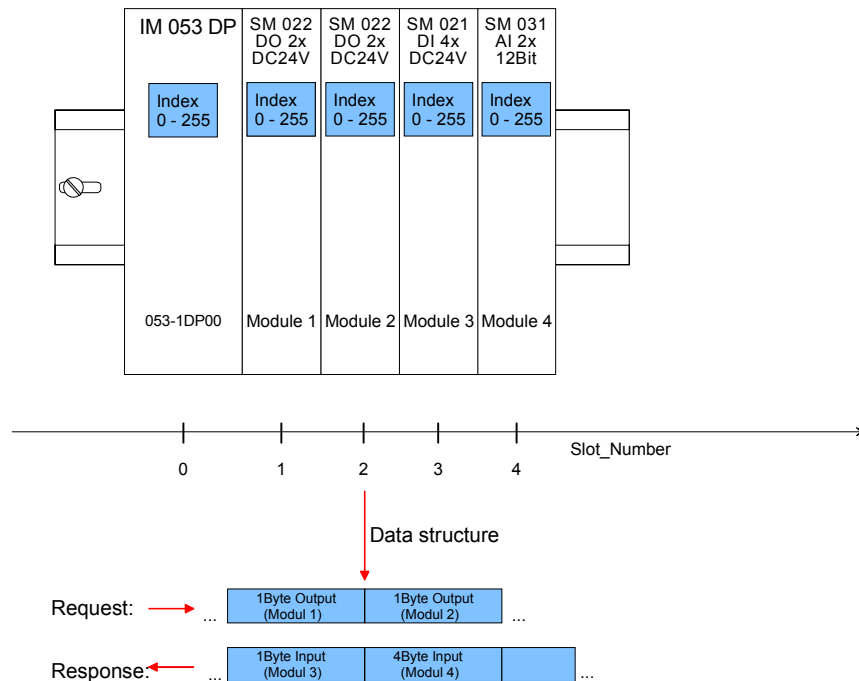 IM 053 DP
SM 022
DO 2x
DC24V
SM 022
DO 2x
DC24V
SM 021
DI 4x
DC24V
SM 031
AI 2x
12Bit
Index
0 - 255
Index
0 - 255
Index
0 - 255
Index
0 - 255
Index
0 - 255
053-1DP00
Module 1
Module 2
Module 3
Module 4
0
1
2
3
4
Slot_Number
Data structure
Request:
...
1Byte Output
(Modul 1)
1Byte Output
(Modul 2)
...
Response:
...
1Byte Input
(Modul 3)
4Byte Input
(Modul 4)
...